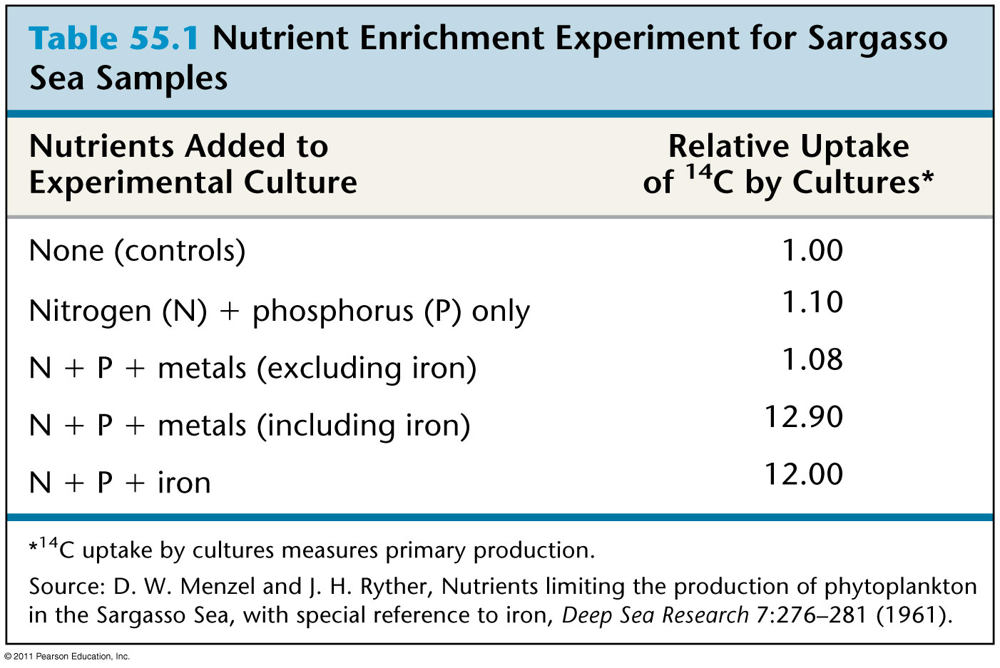 Table 55.1 Nutrient Enrichment Experiment for Sargasso
Sea Samples
Nutrients Added to Experimental Culture
Relative Uptake of ¹⁴C by Cultures*
None (controls) 1.00
Nitrogen (N) + phosphorus (P) only 1.10
N + P + metals (excluding iron) 1.08
N + P + metals (including iron) 12.90
N + P + iron 12.00
*¹⁴C uptake by cultures measures primary production.
Source: D. W. Menzel and J. H. Ryther, Nutrients limiting the production of phytoplankton
in the Sargasso Sea, with special reference to iron, Deep Sea Research 7:276–281 (1961).
© 2011 Pearson Education, Inc.